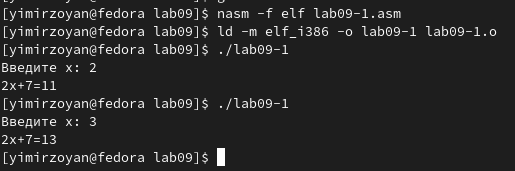 [yimirzoyan@fedora lab09]$ nasm -f elf lab09-1.asm
[yimirzoyan@fedora lab09]$ ld -m elf_i386 -o lab09-1 lab09-1.o
[yimirzoyan@fedora lab09]$ ./lab09-1
Введите x: 2
2x+7=11
[yimirzoyan@fedora lab09]$ ./lab09-1
Введите x: 3
2x+7=13
[yimirzoyan@fedora lab09]$